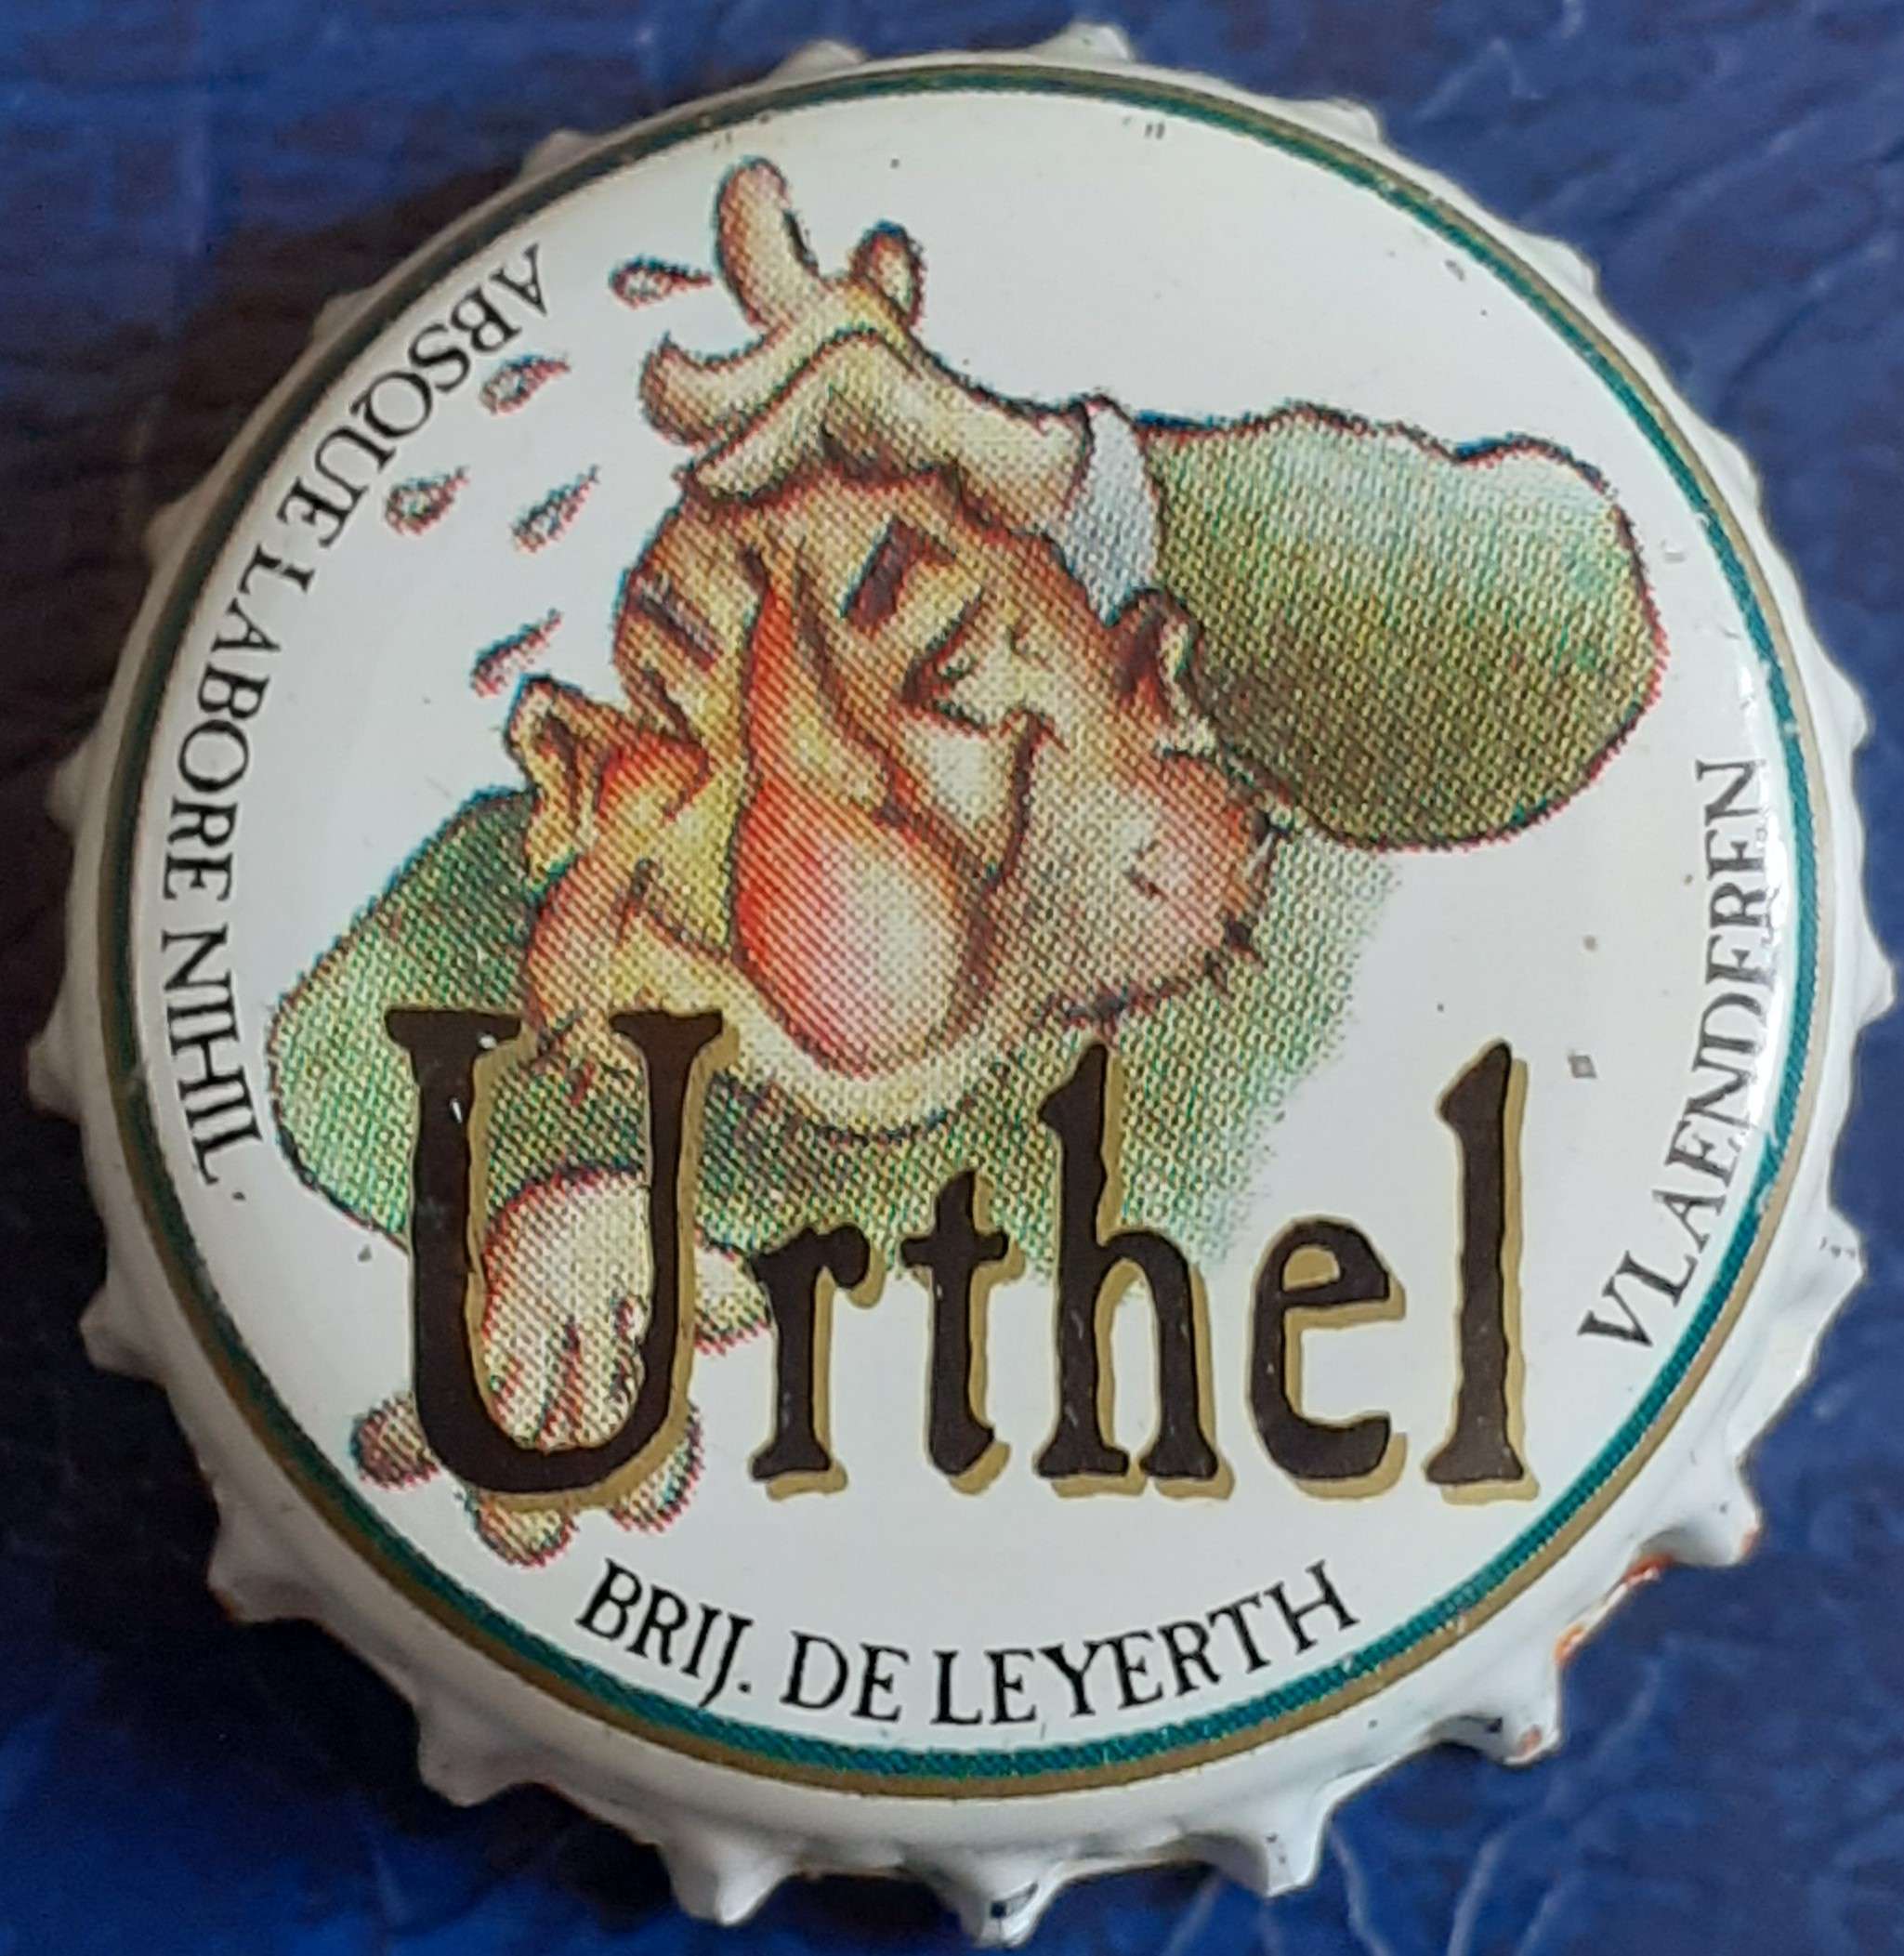 ABSQUE LABORE NIHIL
Urthel
BRIJ. DE LEYERTH
VLAENDEREN